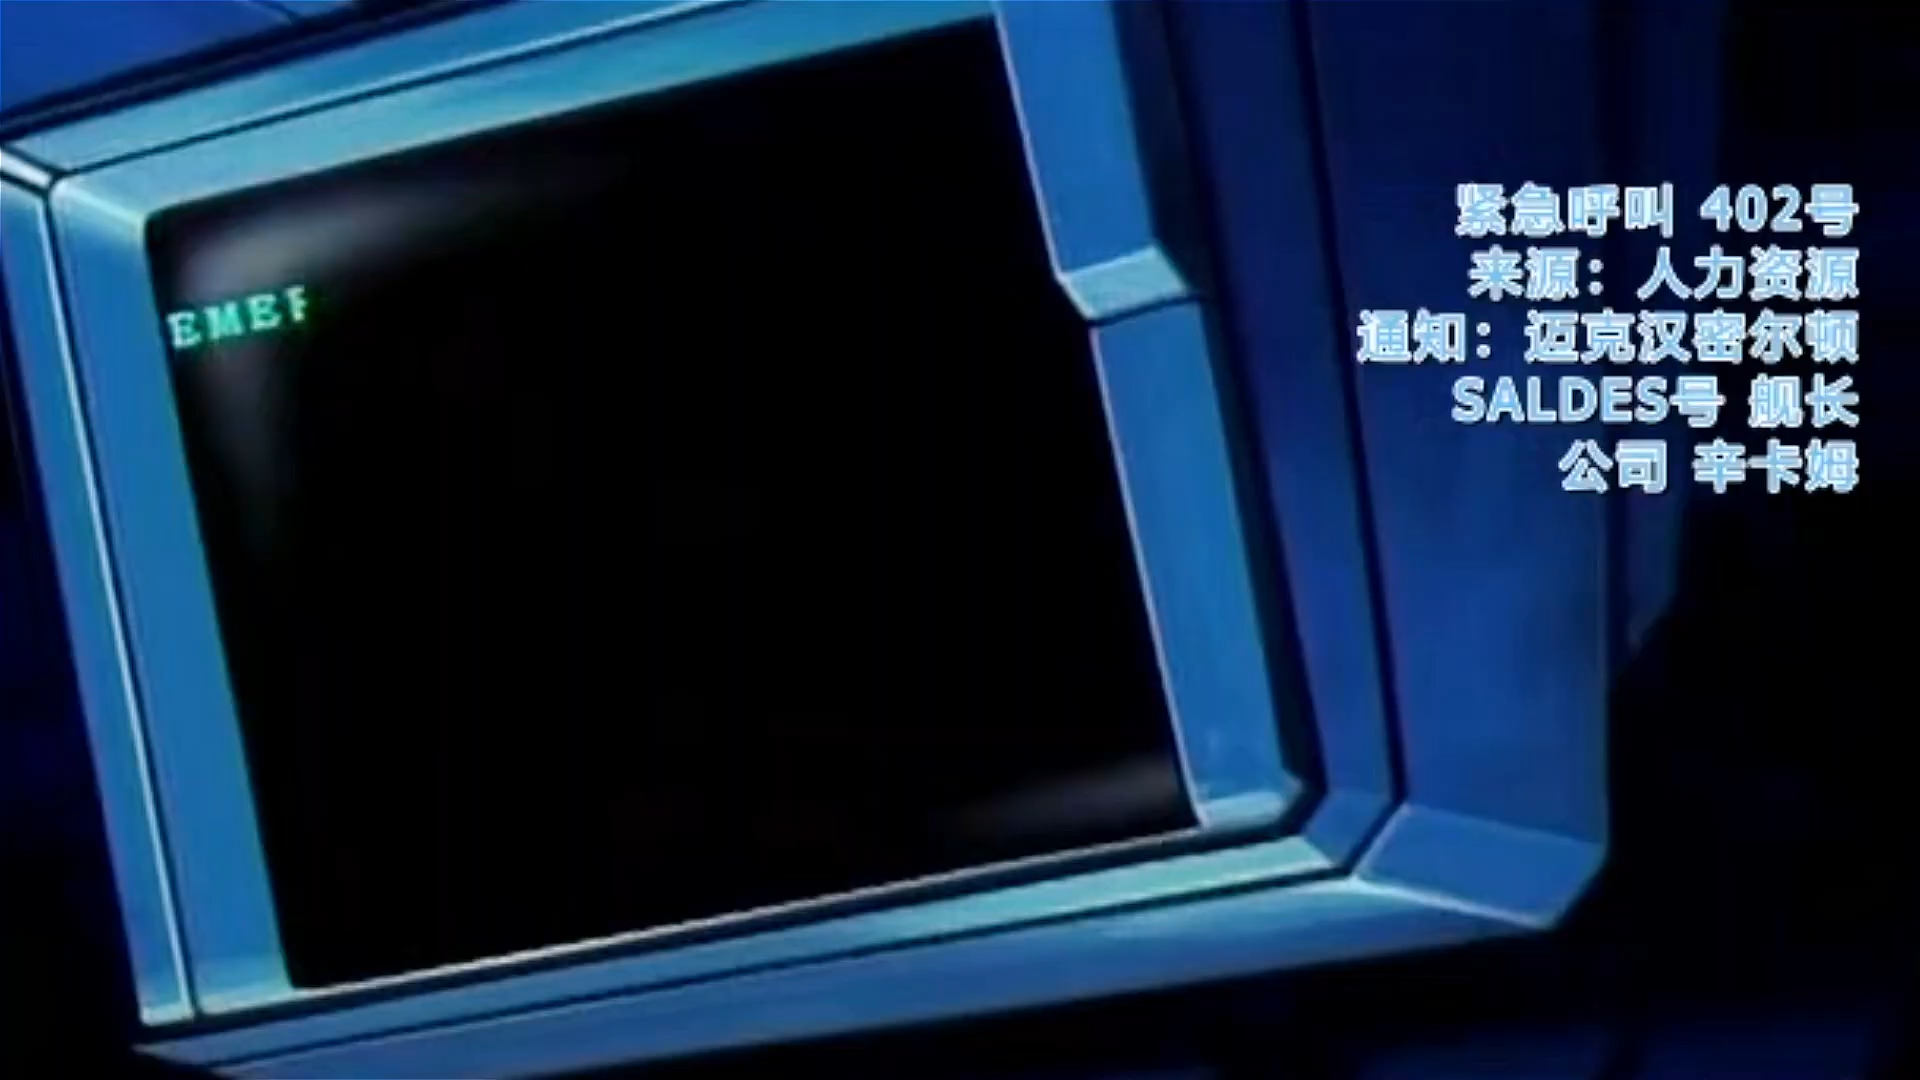 EMER
紧急呼叫 402号
来源：人力资源
通知：迈克汉密尔顿
SALDES号 舰长
公司 辛卡姆